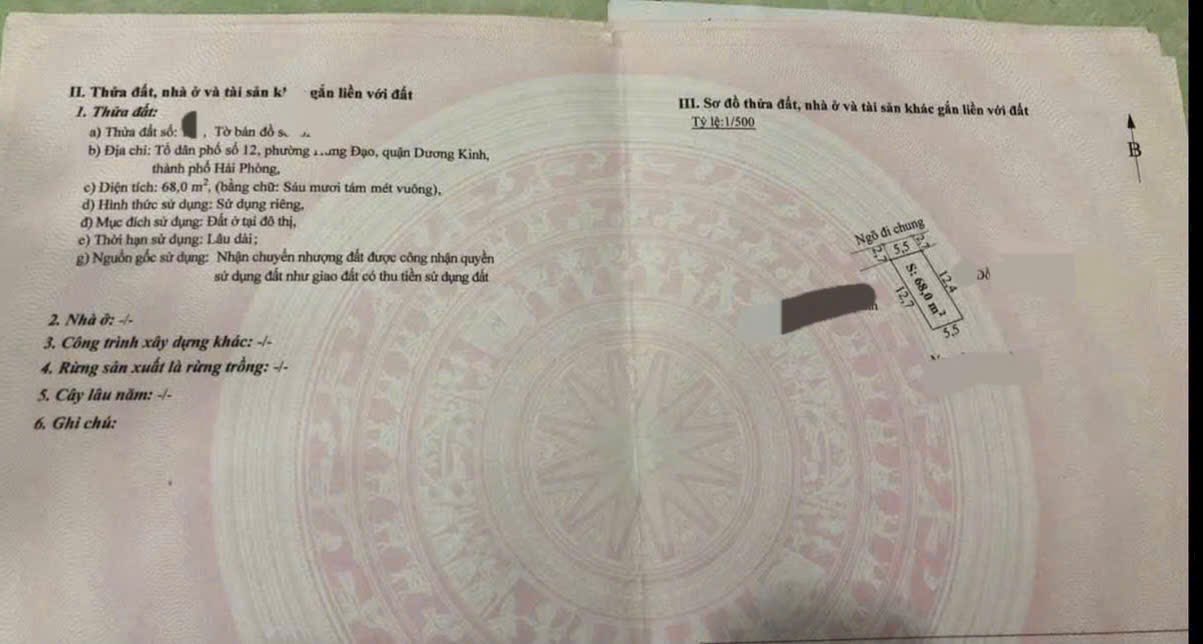 II. Thửa đất, nhà ở và tài sản k gắn liền với đất
1. Thửa đất:
a) Thửa đất số: , Tờ bản đồ s
b) Địa chỉ: Tổ dân phố số 12, phường Đạo, quận Dương Kinh,
thành phố Hải Phòng,
c) Diện tích: 68,0 m², (bằng chữ: Sáu mươi tám mét vuông),
d) Hình thức sử dụng: Sử dụng riêng,
đ) Mục đích sử dụng: Đất ở tại đô thị,
e) Thời hạn sử dụng: Lâu dài;
g) Nguồn gốc sử dụng: Nhận chuyển nhượng đất được công nhận quyền
sử dụng đất như giao đất có thu tiền sử dụng đất
2. Nhà ở: -/-
3. Công trình xây dựng khác: -/-
4. Rừng sản xuất là rừng trồng: -/-
5. Cây lâu năm: -/-
6. Ghi chú:
III. Sơ đồ thửa đất, nhà ở và tài sản khác gắn liền với đất
Tỷ lệ:1/500
B
Ngõ đi chung
2,7
5,5
2,7
S: 68,0 m²
12,4
12,7
5,5